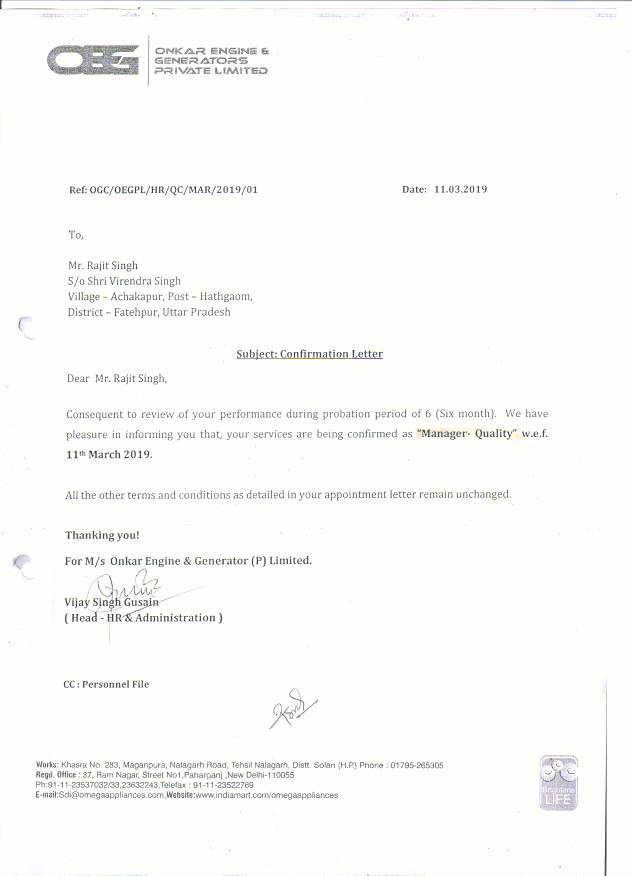 OEG
ONKAR ENGINE &
GENERATORS
PRIVATE LIMITED
Ref: OGC/OEGPL/HR/QC/MAR/2019/01 Date: 11.03.2019
To,
Mr. Rajit Singh
S/o Shri Virendra Singh
Village – Achakapur, Post – Hathgaom,
District – Fatehpur, Uttar Pradesh
Subject: Confirmation Letter
Dear Mr. Rajit Singh,
Consequent to review of your performance during probation period of 6 (Six month). We have
pleasure in informing you that, your services are being confirmed as “Manager- Quality” w.e.f.
11th March 2019.
All the other terms and conditions as detailed in your appointment letter remain unchanged.
Thanking you!
For M/s Onkar Engine & Generator (P) Limited.
Vijay Singh Gusain
( Head - HR & Administration )
CC : Personnel File
Works: Khasra No. 283, Maganpura, Nalagarh Road, Tehsil Nalagarh, Distt. Solan (H.P.) Phone : 01795-265305
Regd. Office : 37, Ram Nagar, Street No1,Paharganj ,New Delhi-110055
Ph:91-11-23537032/33,23632243,Telefax : 91-11-23522769
E-mail:Sdi@omegaappliances.com,Website:www.indiamart.com/omegaappliances
LIFE